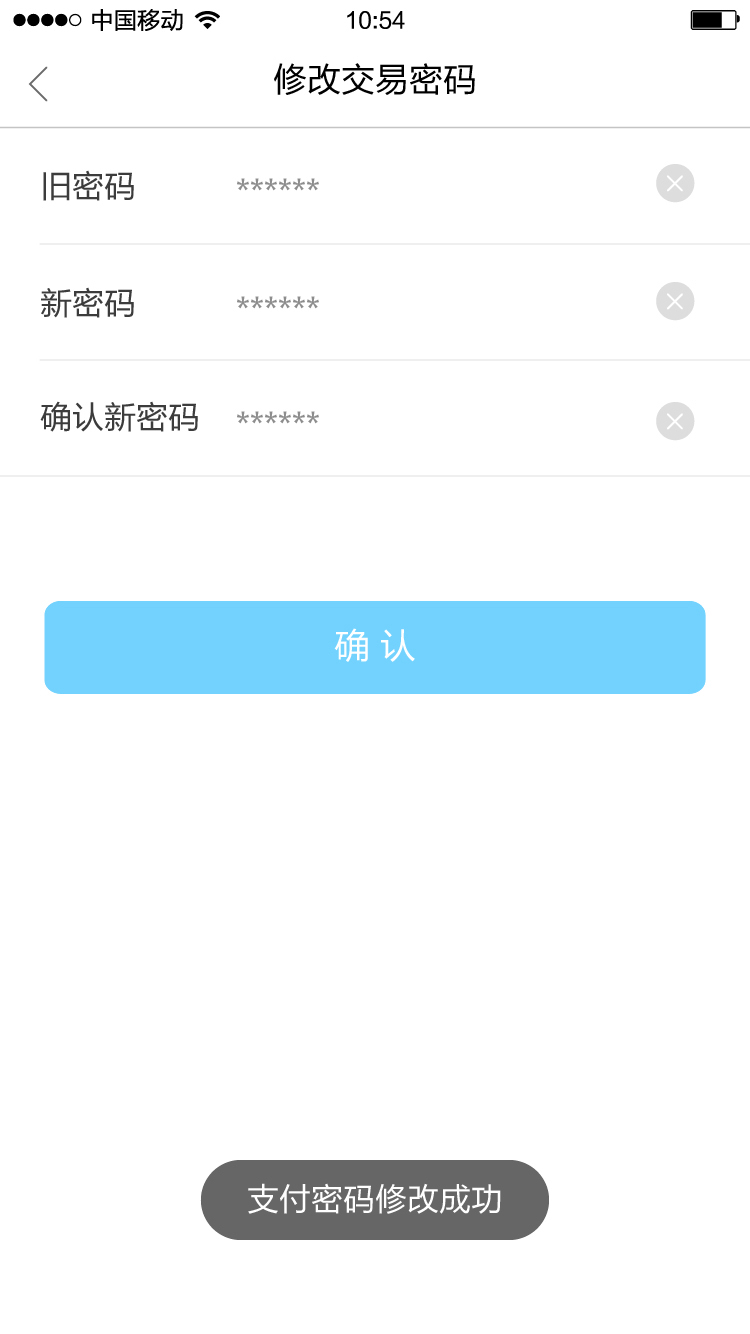 中国移动 10:54
修改交易密码
旧密码 ******
新密码 ******
确认新密码 ******
确 认
支付密码修改成功